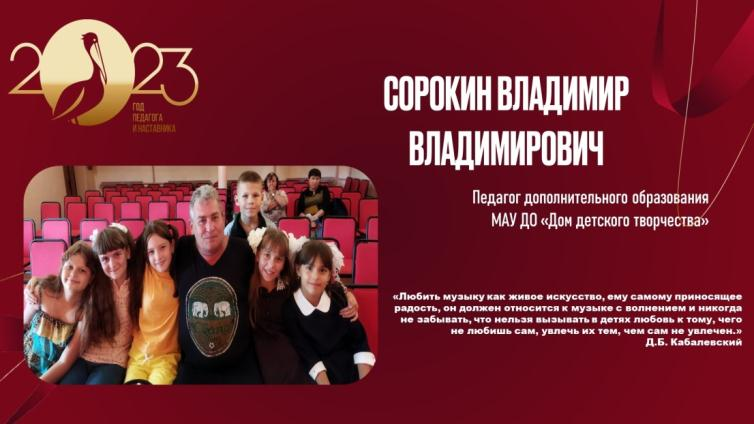 2023
ГОД
ПЕДАГОГА
И НАСТАВНИКА
СОРОКИН ВЛАДИМИР
ВЛАДИМИРОВИЧ
Педагог дополнительного образования
МАУ ДО «Дом детского творчества»
«Любить музыку как живое искусство, ему самому приносящее
радость, он должен относится к музыке с волнением и никогда
не забывать, что нельзя вызывать в детях любовь к тому, чего
не любишь сам, увлечь их тем, чем сам не увлечен.»
Д.Б. Кабалевский